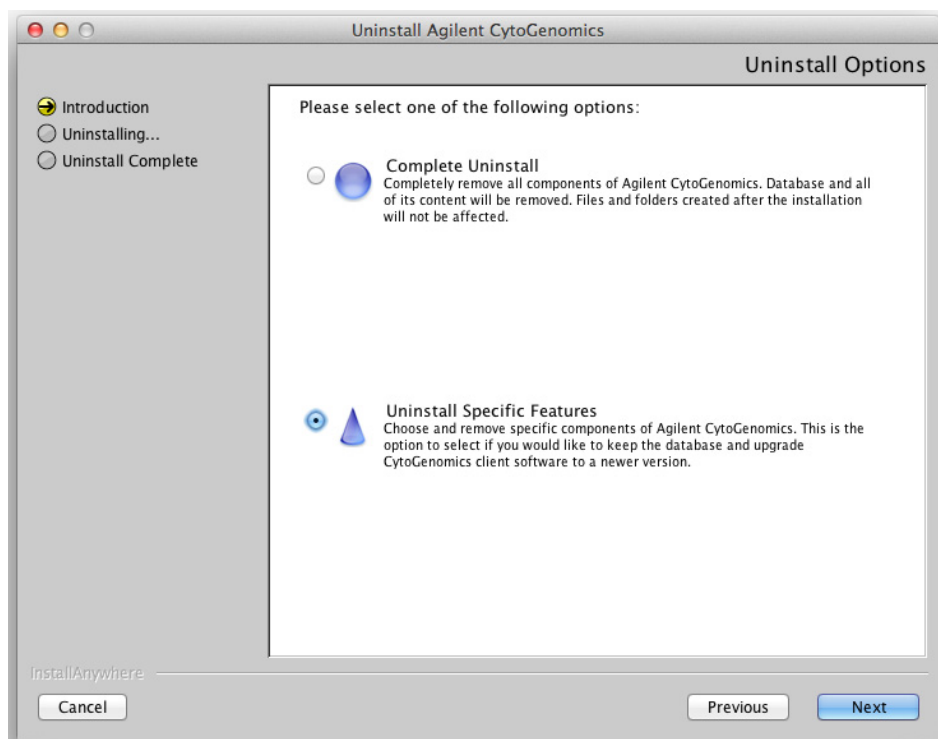 Uninstall Agilent CytoGenomics
Uninstall Options
Introduction
Uninstalling...
Uninstall Complete
Please select one of the following options:
Complete Uninstall
Completely remove all components of Agilent CytoGenomics. Database and all
of its content will be removed. Files and folders created after the installation
will not be affected.
Uninstall Specific Features
Choose and remove specific components of Agilent CytoGenomics. This is the
option to select if you would like to keep the database and upgrade
CytoGenomics client software to a newer version.
InstallAnywhere
Cancel
Previous
Next